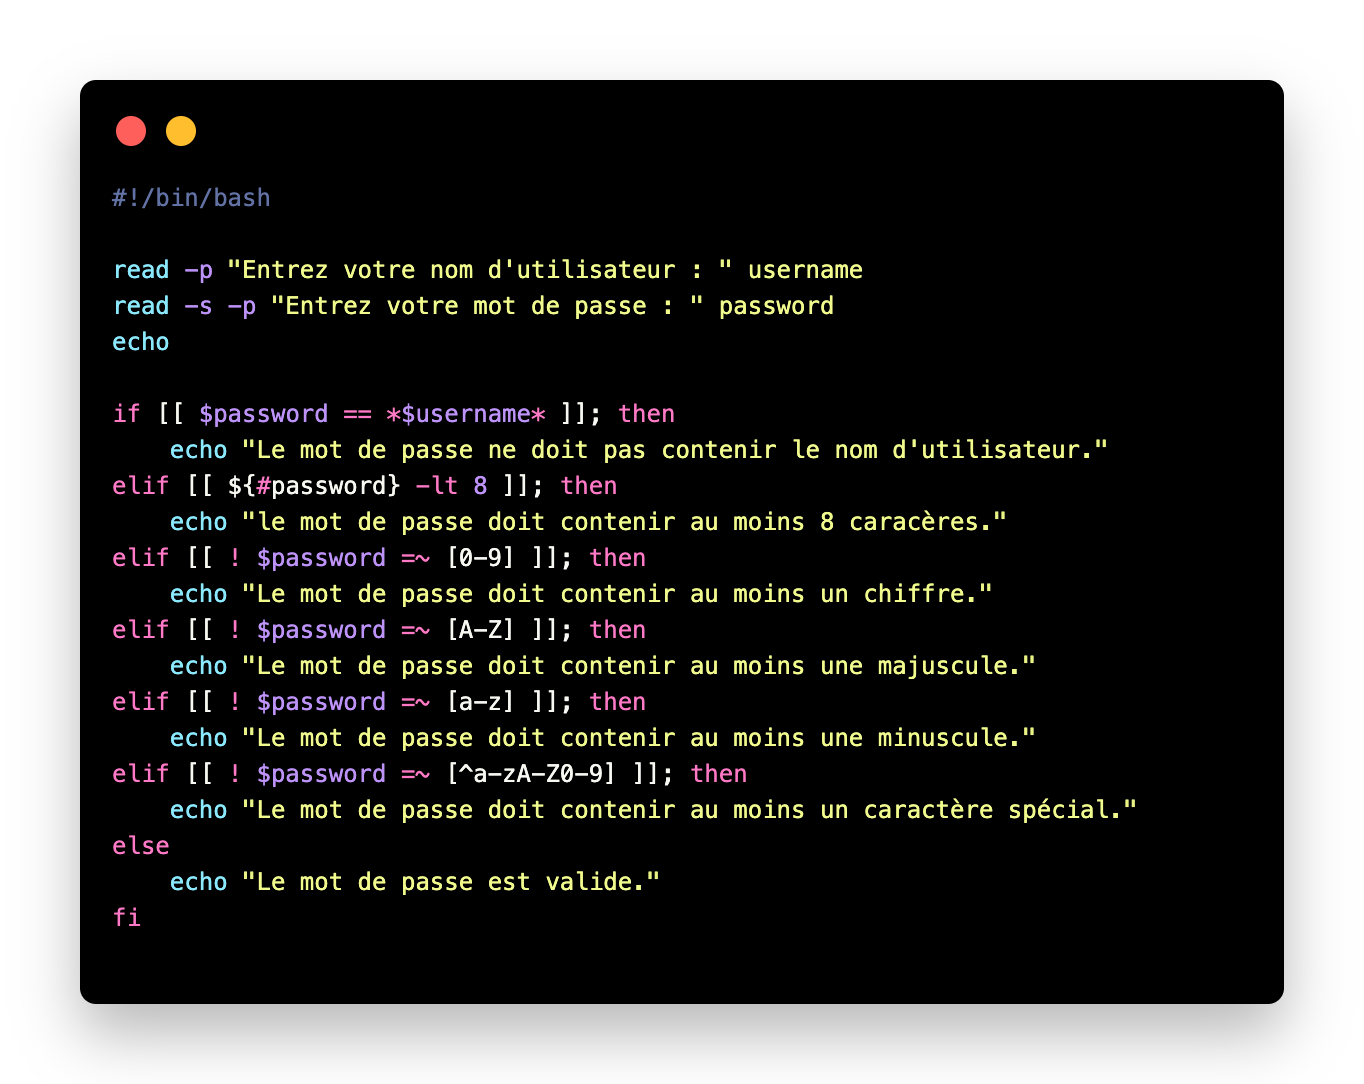 #!/bin/bash

read -p "Entrez votre nom d'utilisateur : " username
read -s -p "Entrez votre mot de passe : " password
echo

if [[ $password == *$username* ]]; then
    echo "Le mot de passe ne doit pas contenir le nom d'utilisateur."
elif [[ ${#password} -lt 8 ]]; then
    echo "le mot de passe doit contenir au moins 8 caracères."
elif [[ ! $password =~ [0-9] ]]; then
    echo "Le mot de passe doit contenir au moins un chiffre."
elif [[ ! $password =~ [A-Z] ]]; then
    echo "Le mot de passe doit contenir au moins une majuscule."
elif [[ ! $password =~ [a-z] ]]; then
    echo "Le mot de passe doit contenir au moins une minuscule."
elif [[ ! $password =~ [^a-zA-Z0-9] ]]; then
    echo "Le mot de passe doit contenir au moins un caractère spécial."
else
    echo "Le mot de passe est valide."
fi